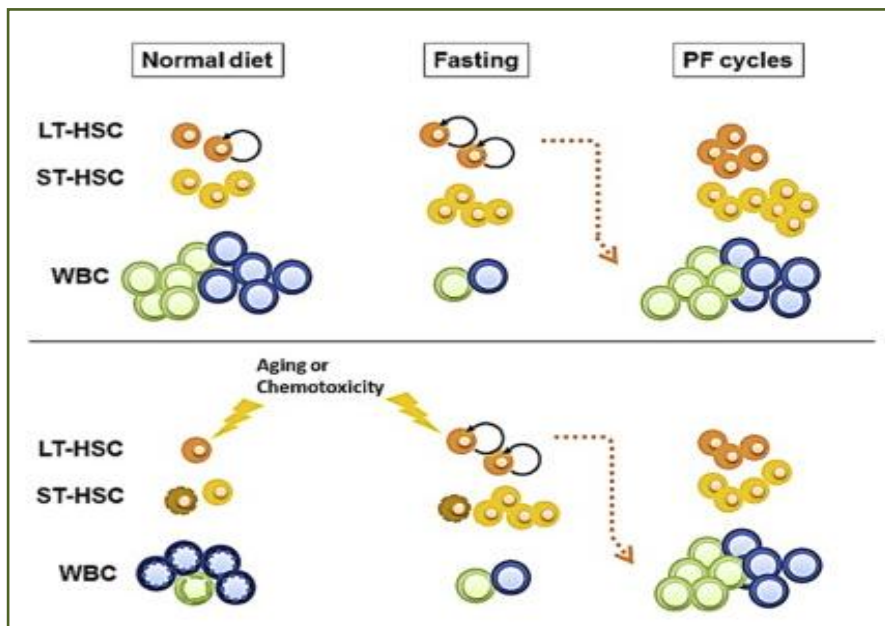 Normal diet
Fasting
PF cycles
LT-HSC
ST-HSC
WBC
Aging or
Chemotoxicity
LT-HSC
ST-HSC
WBC